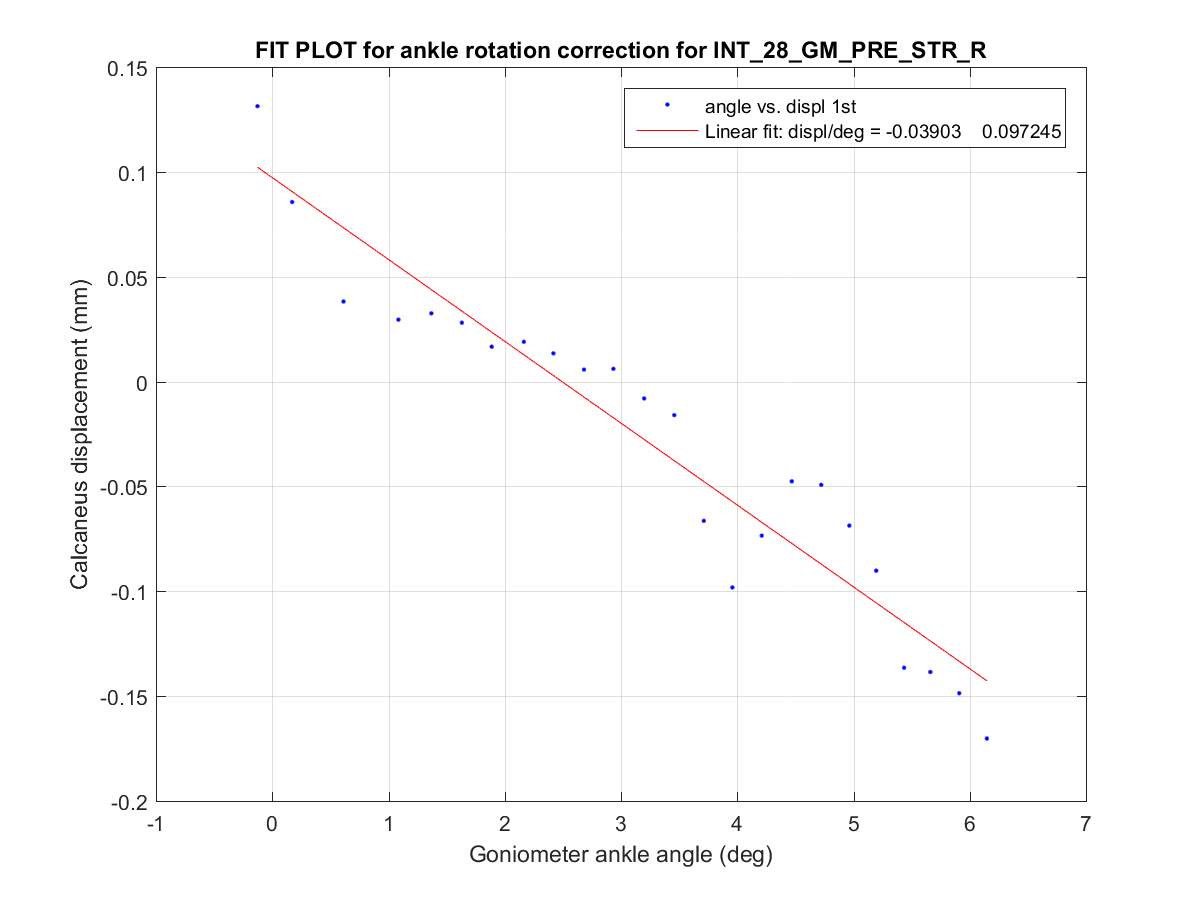 FIT PLOT for ankle rotation correction for INT_28_GM_PRE_STR_R
0.15
0.1
0.05
0
-0.05
-0.1
-0.15
-0.2
Calcaneus displacement (mm)
angle vs. displ 1st
Linear fit: displ/deg = -0.03903    0.097245
-1 0 1 2 3 4 5 6 7
Goniometer ankle angle (deg)